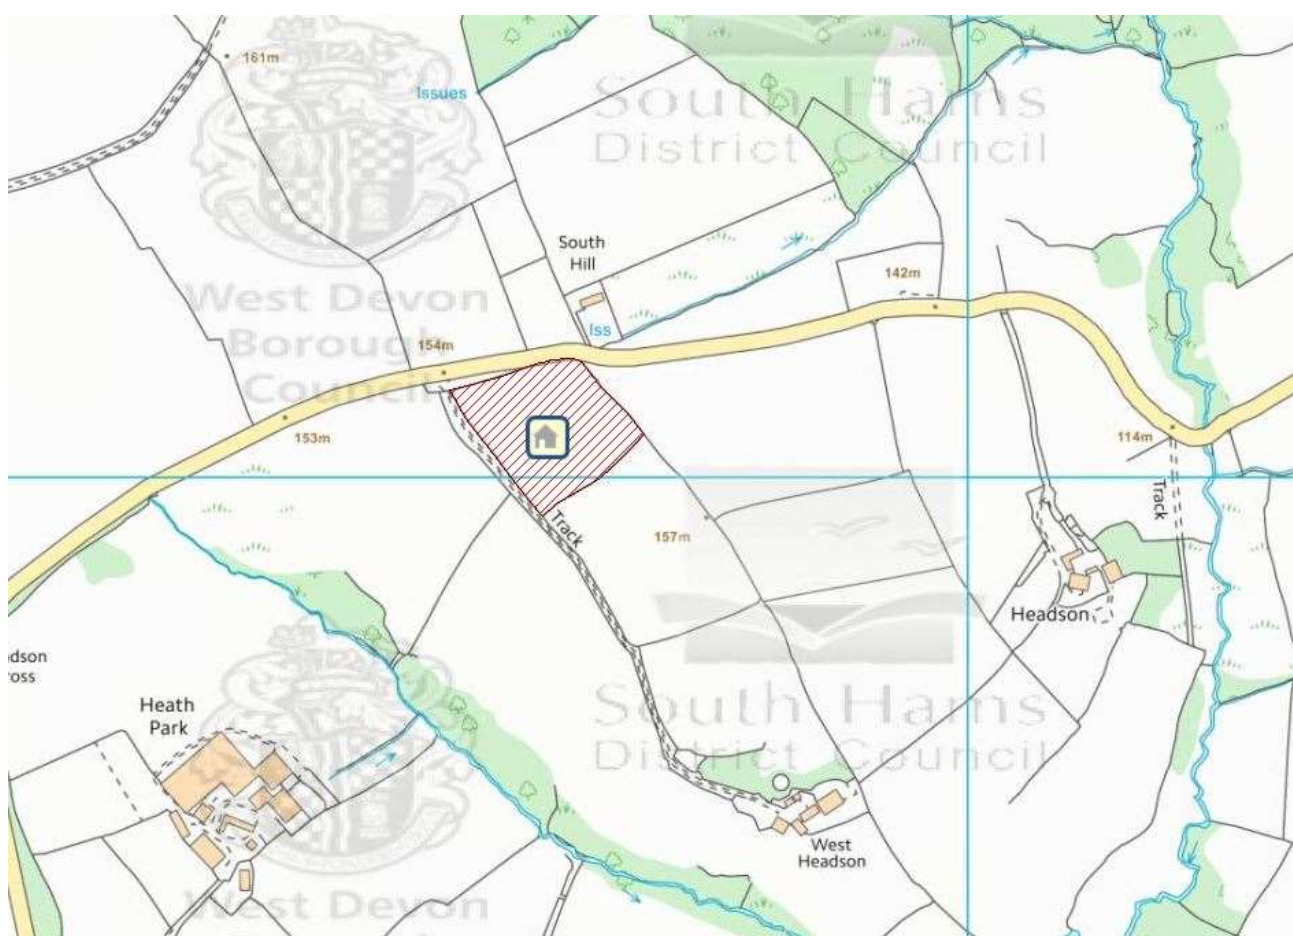 161m
Issues
South Hams
District Council
South
Hill
142m
West Devon
Borough
Council
Iss
154m
153m
114m
Track
Track
157m
Headson
dson
oss
Heath
Park
South Hams
District Council
West
Headson
West Devon